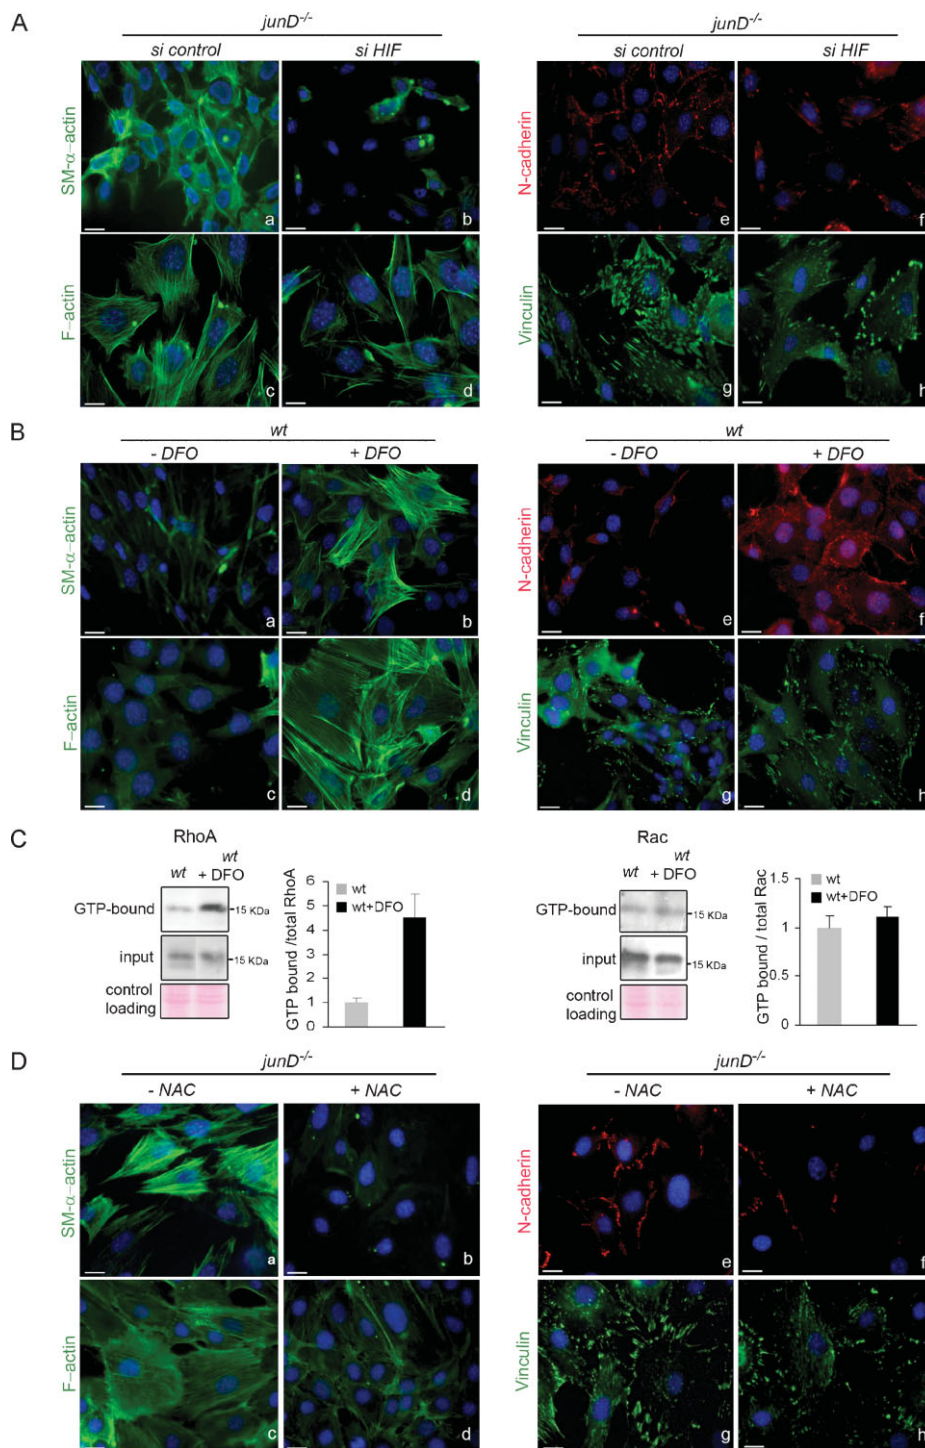 A
junD-/-
si control
si HIF
SM-α-actin
a
b
F-actin
c
d
junD-/-
si control
si HIF
N-cadherin
e
f
Vinculin
g
h
B
wt
- DFO
+ DFO
SM-α-actin
a
b
F-actin
c
d
wt
- DFO
+ DFO
N-cadherin
e
f
Vinculin
g
h
C
RhoA
wt
wt
+ DFO
GTP-bound
15 KDa
input
15 KDa
control
loading
GTP bound /total RhoA
6
5
4
3
2
1
0
wt
wt+DFO
Rac
wt
wt
+ DFO
GTP-bound
15 KDa
input
15 KDa
control
loading
GTP bound / total Rac
1.5
1
0.5
0
wt
wt+DFO
D
junD-/-
- NAC
+ NAC
SM-α-actin
a
b
F-actin
c
d
junD-/-
- NAC
+ NAC
N-cadherin
e
f
Vinculin
g
h